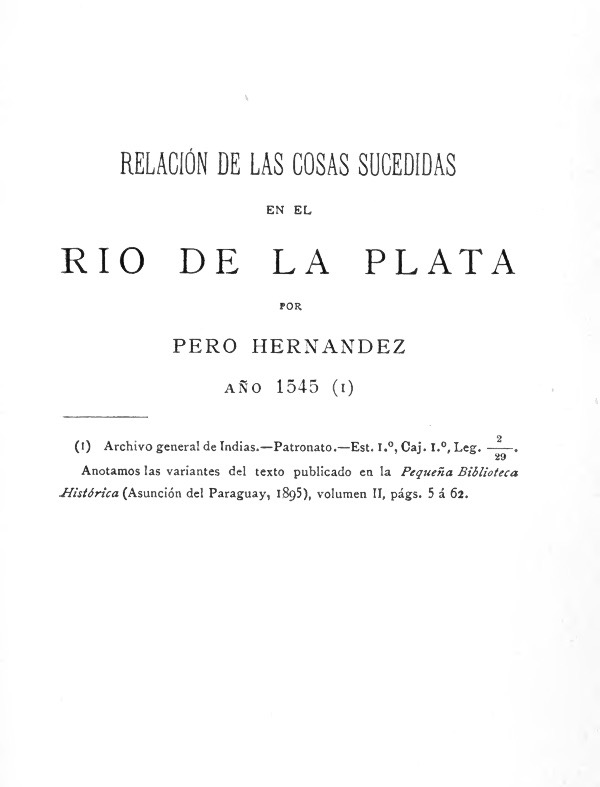 RELACIÓN DE LAS COSAS SUCEDIDAS
EN EL
RIO DE LA PLATA
POR
PERO HERNANDEZ
AÑO 1545 (1)
(1) Archivo general de Indias.—Patronato.—Est. 1.º, Caj. 1.º, Leg. 2/29.
Anotamos las variantes del texto publicado en la Pequeña Biblioteca
Histórica (Asunción del Paraguay, 1895), volumen II, págs. 5 á 62.